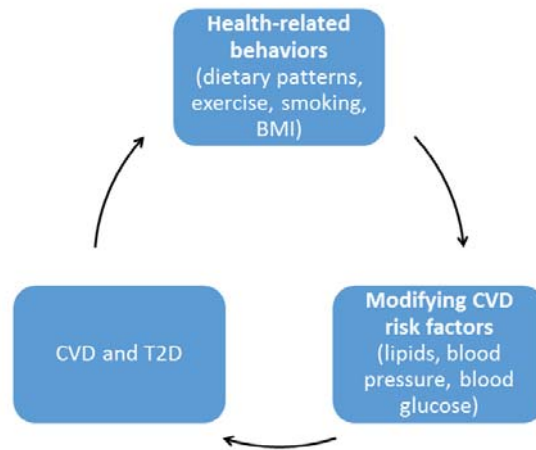 Health-related
behaviors
(dietary patterns,
exercise, smoking,
BMI)
CVD and T2D
Modifying CVD
risk factors
(lipids, blood
pressure, blood
glucose)